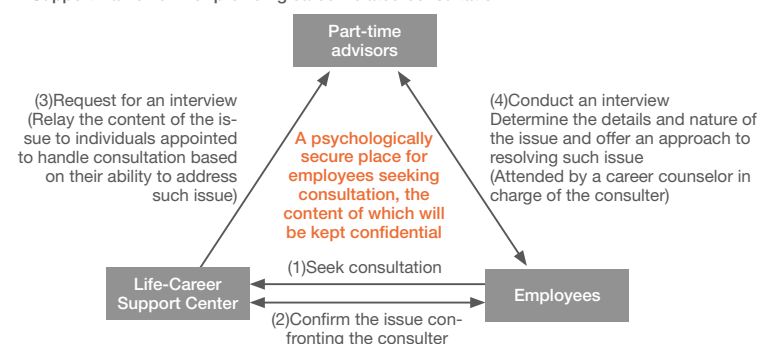 Part-time
advisors
(3)Request for an interview
(Relay the content of the is-
sue to individuals appointed
to handle consultation based
on their ability to address
such issue)
A psychologically
secure place for
employees seeking
consultation, the
content of which will
be kept confidential
(4)Conduct an interview
Determine the details and nature of
the issue and offer an approach to
resolving such issue
(Attended by a career counselor in
charge of the consulter)
(1)Seek consultation
Life-Career
Support Center
Employees
(2)Confirm the issue con-
fronting the consulter